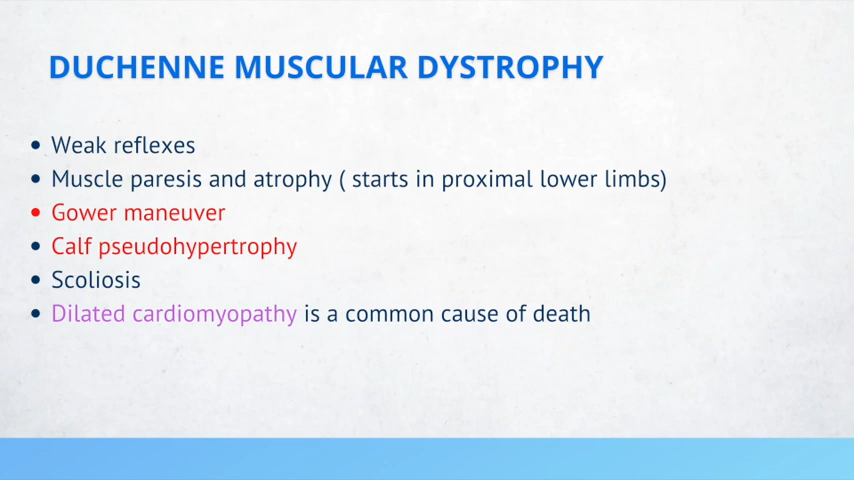 DUCHENNE MUSCULAR DYSTROPHY
• Weak reflexes
• Muscle paresis and atrophy ( starts in proximal lower limbs)
• Gower maneuver
• Calf pseudohypertrophy
• Scoliosis
• Dilated cardiomyopathy is a common cause of death